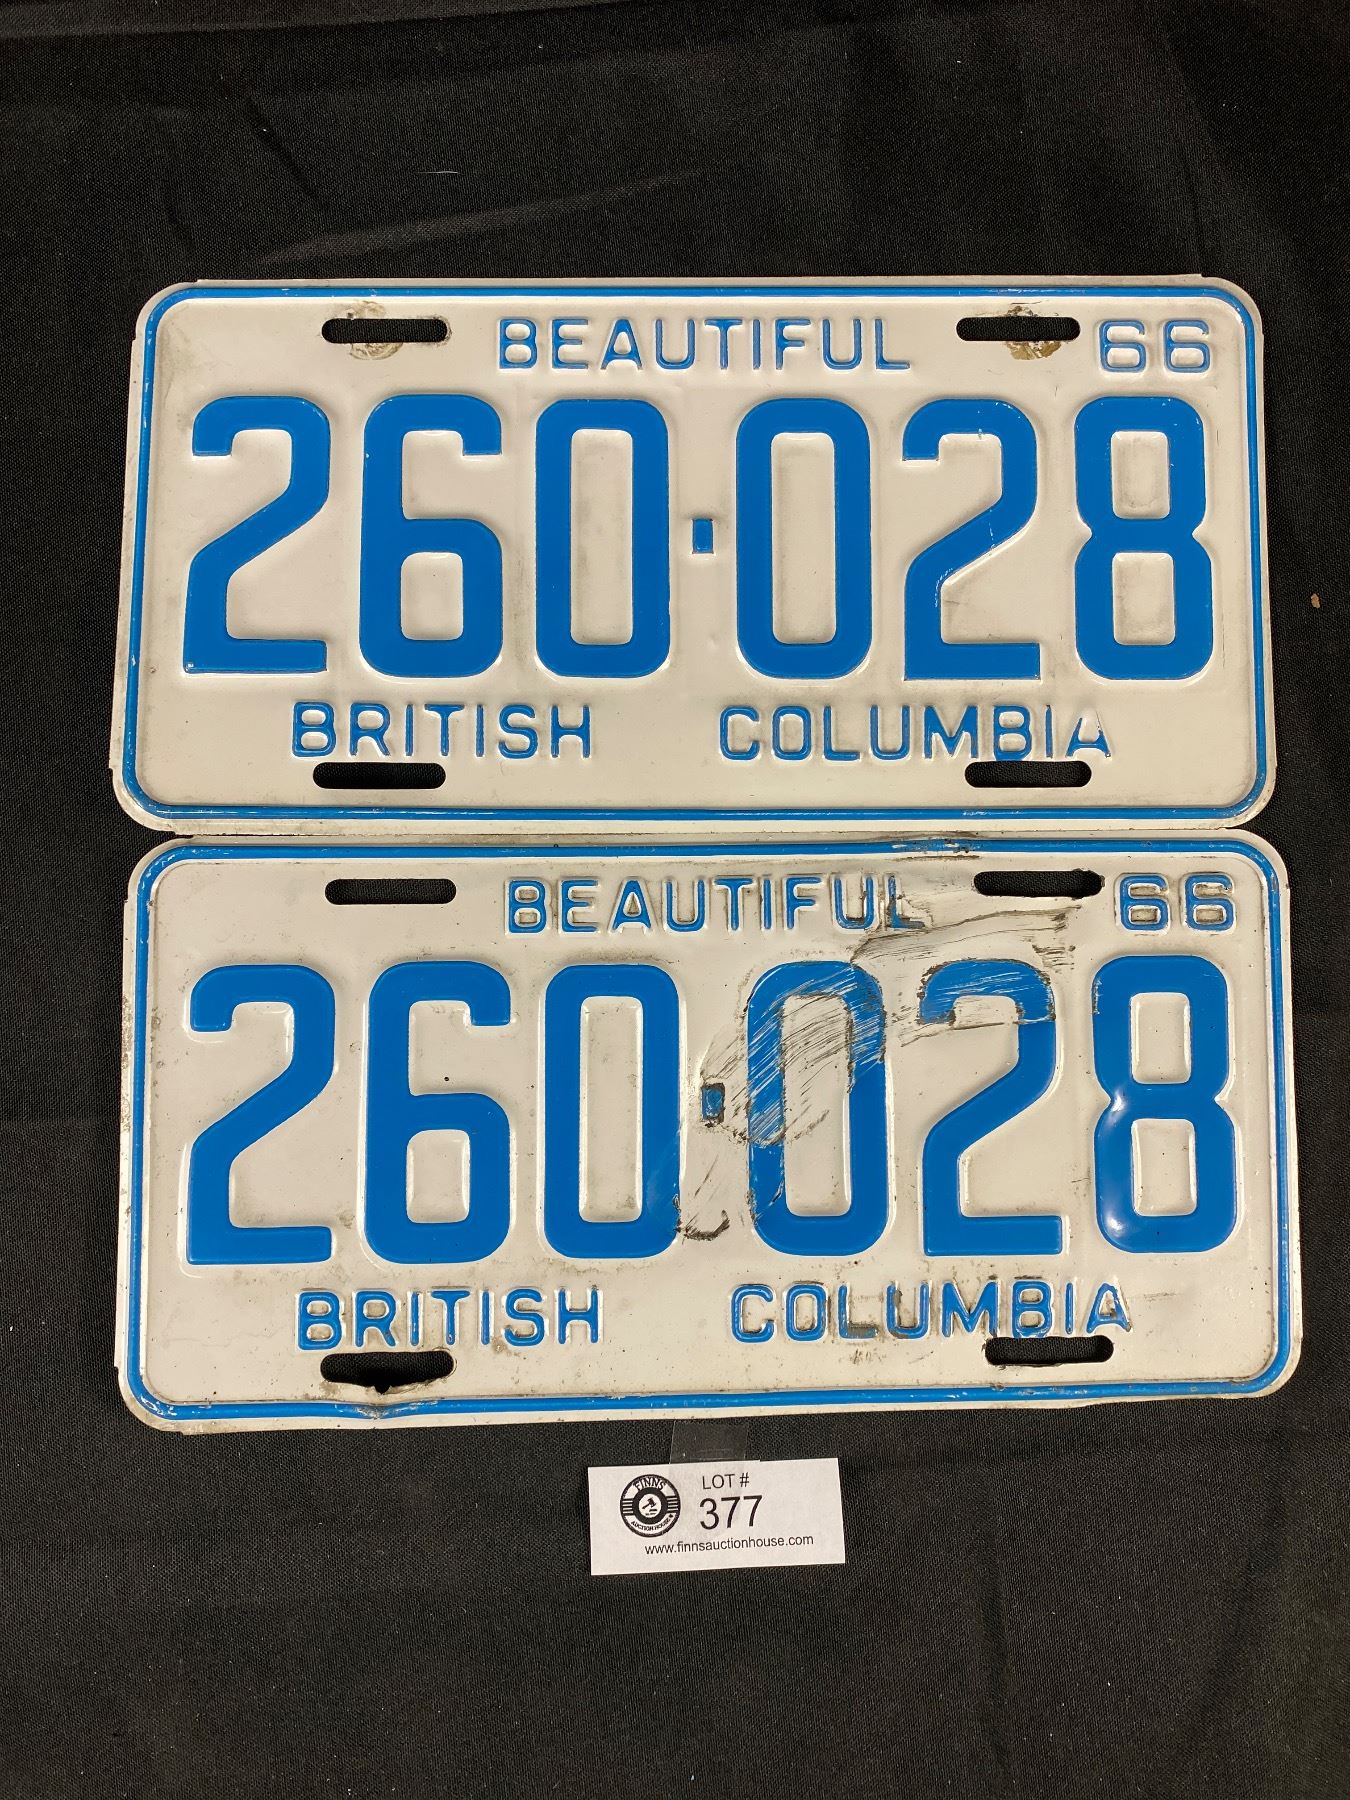 BEAUTIFUL 66
260-028
BRITISH COLUMBIA
BEAUTIFUL 66
260-028
BRITISH COLUMBIA
FINNS
AUCTION HOUSE
LOT #
377
www.finnsauctionhouse.com